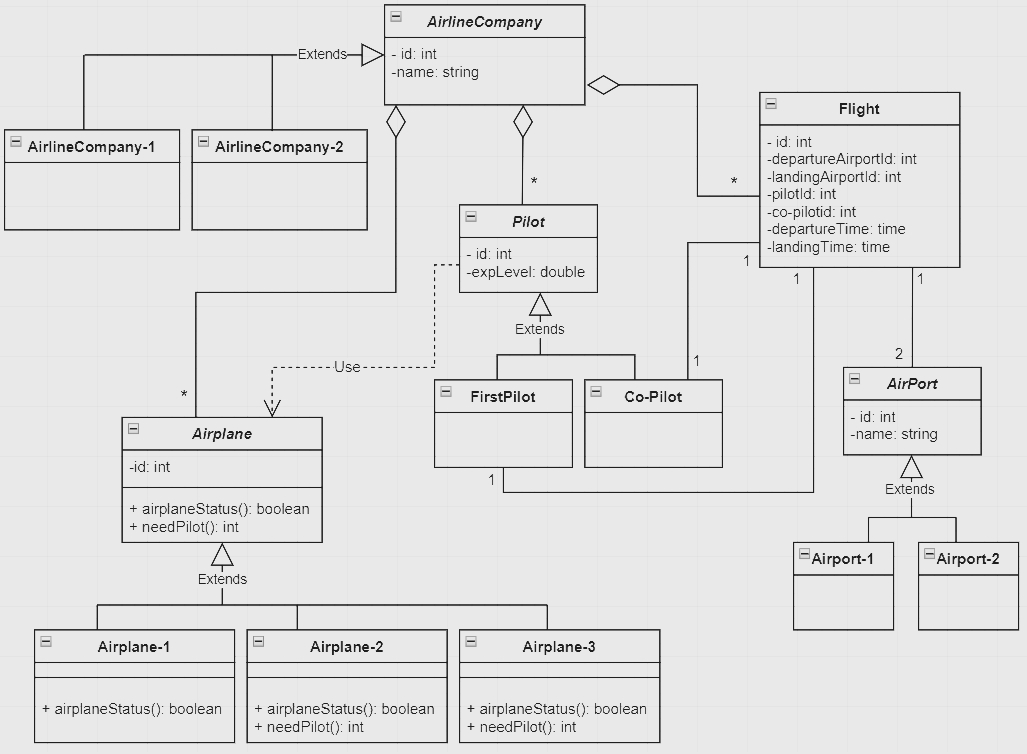 AirlineCompany
- id: int
-name: string
Extends
AirlineCompany-1
AirlineCompany-2
Flight
- id: int
-departureAirportId: int
-landingAirportId: int
-pilotId: int
-co-pilotid: int
-departureTime: time
-landingTime: time
*
*
Pilot
- id: int
-expLevel: double
1
1
1
Extends
Use
*
1
2
FirstPilot
Co-Pilot
1
AirPort
- id: int
-name: string
Extends
Airport-1
Airport-2
Airplane
-id: int
+ airplaneStatus(): boolean
+ needPilot(): int
Extends
Airplane-1
+ airplaneStatus(): boolean
Airplane-2
+ airplaneStatus(): boolean
+ needPilot(): int
Airplane-3
+ airplaneStatus(): boolean
+ needPilot(): int